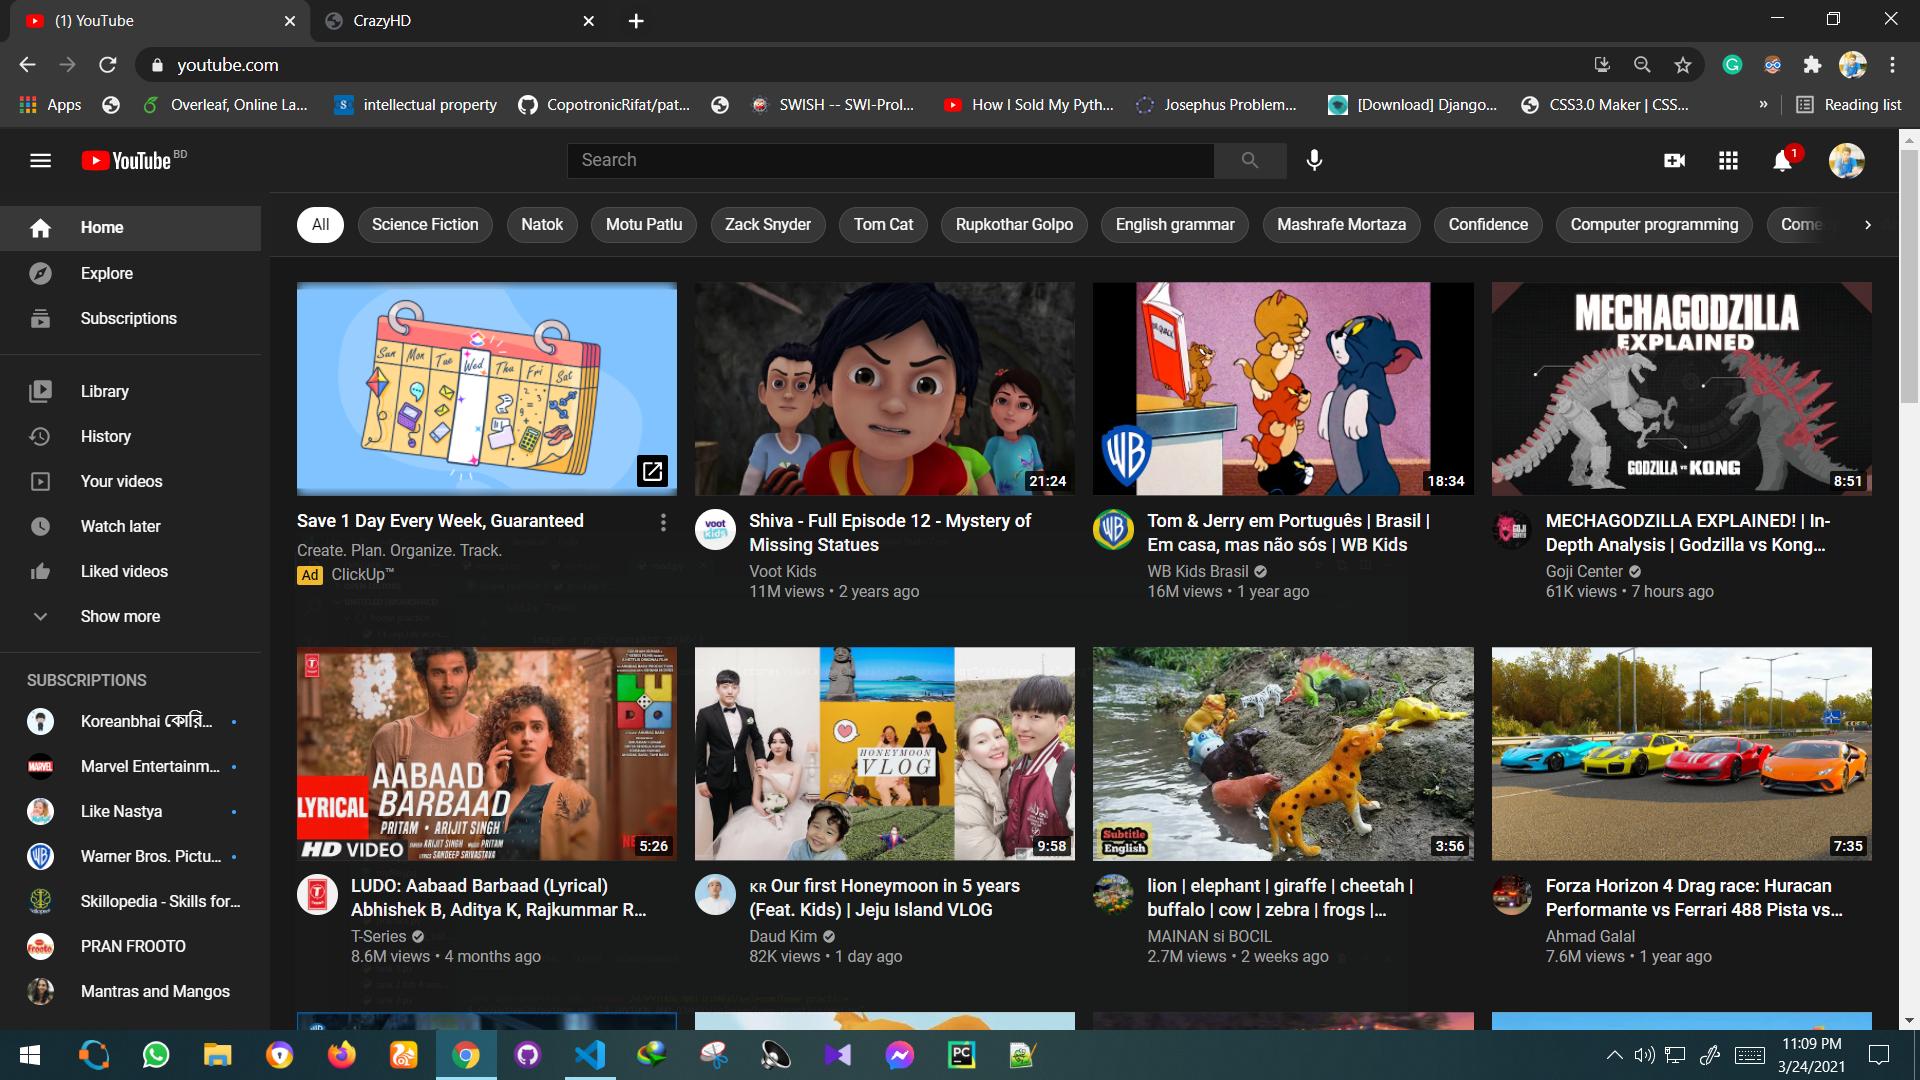 (1) YouTube
CrazyHD
youtube.com
Apps
Overleaf, Online La...
intellectual property
CopotronicRifat/pat...
SWISH -- SWI-Prol...
How I Sold My Pyth...
Josephus Problem...
[Download] Django...
CSS3.0 Maker | CSS...
»
Reading list
YouTube BD
Search
1
Home
Explore
Subscriptions
Library
History
Your videos
Watch later
Liked videos
Show more
SUBSCRIPTIONS
Koreanbhai কোরি...
Marvel Entertainm...
Like Nastya
Warner Bros. Pictu...
Skillopedia - Skills for...
PRAN FROOTO
Mantras and Mangos
All
Science Fiction
Natok
Motu Patlu
Zack Snyder
Tom Cat
Rupkothar Golpo
English grammar
Mashrafe Mortaza
Confidence
Computer programming
Come
Sun Mon Tue Wed Thu Fri Sat
Save 1 Day Every Week, Guaranteed
Create. Plan. Organize. Track.
Ad ClickUp™
21:24
voot kids
Shiva - Full Episode 12 - Mystery of
Missing Statues
Voot Kids
11M views • 2 years ago
WB
18:34
Tom & Jerry em Português | Brasil |
Em casa, mas não sós | WB Kids
WB Kids Brasil
16M views • 1 year ago
MECHAGODZILLA
EXPLAINED
GODZILLA vs KONG
8:51
MECHAGODZILLA EXPLAINED! | In-
Depth Analysis | Godzilla vs Kong...
Goji Center
61K views • 7 hours ago
LUDO
AABAAD
BARBAAD
LYRICAL
PRITAM • ARIJIT SINGH
HD VIDEO
5:26
LUDO: Aabaad Barbaad (Lyrical)
Abhishek B, Aditya K, Rajkummar R...
T-Series
8.6M views • 4 months ago
HONEYMOON
VLOG
9:58
KR Our first Honeymoon in 5 years
(Feat. Kids) | Jeju Island VLOG
Daud Kim
82K views • 1 day ago
Subtitle
English
3:56
lion | elephant | giraffe | cheetah |
buffalo | cow | zebra | frogs |...
MAINAN si BOCIL
2.7M views • 2 weeks ago
7:35
Forza Horizon 4 Drag race: Huracan
Performante vs Ferrari 488 Pista vs...
Ahmad Galal
7.6M views • 1 year ago
11:09 PM
3/24/2021